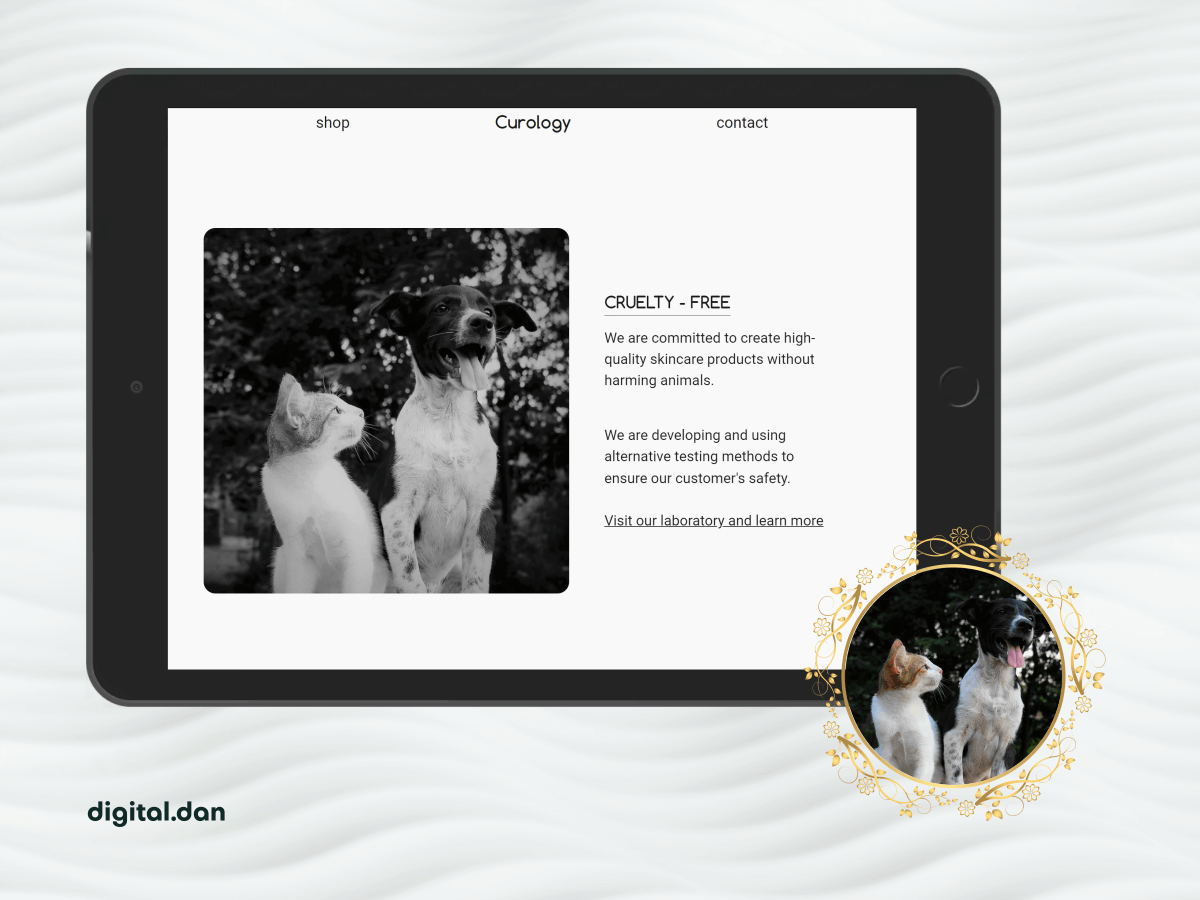 shop
Curology
contact
CRUELTY - FREE
We are committed to create high-
quality skincare products without
harming animals.
We are developing and using
alternative testing methods to
ensure our customer's safety.
Visit our laboratory and learn more
digital.dan